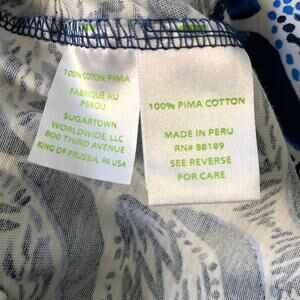 100% COTTON PIMA
FABRIQUÉ AU
PEROU
SUGARTOWN
WORLDWIDE, LLC
800 THIRD AVENUE
KING OF PRUSSIA, PA USA
100% PIMA COTTON
MADE IN PERU
RN# 88189
SEE REVERSE
FOR CARE